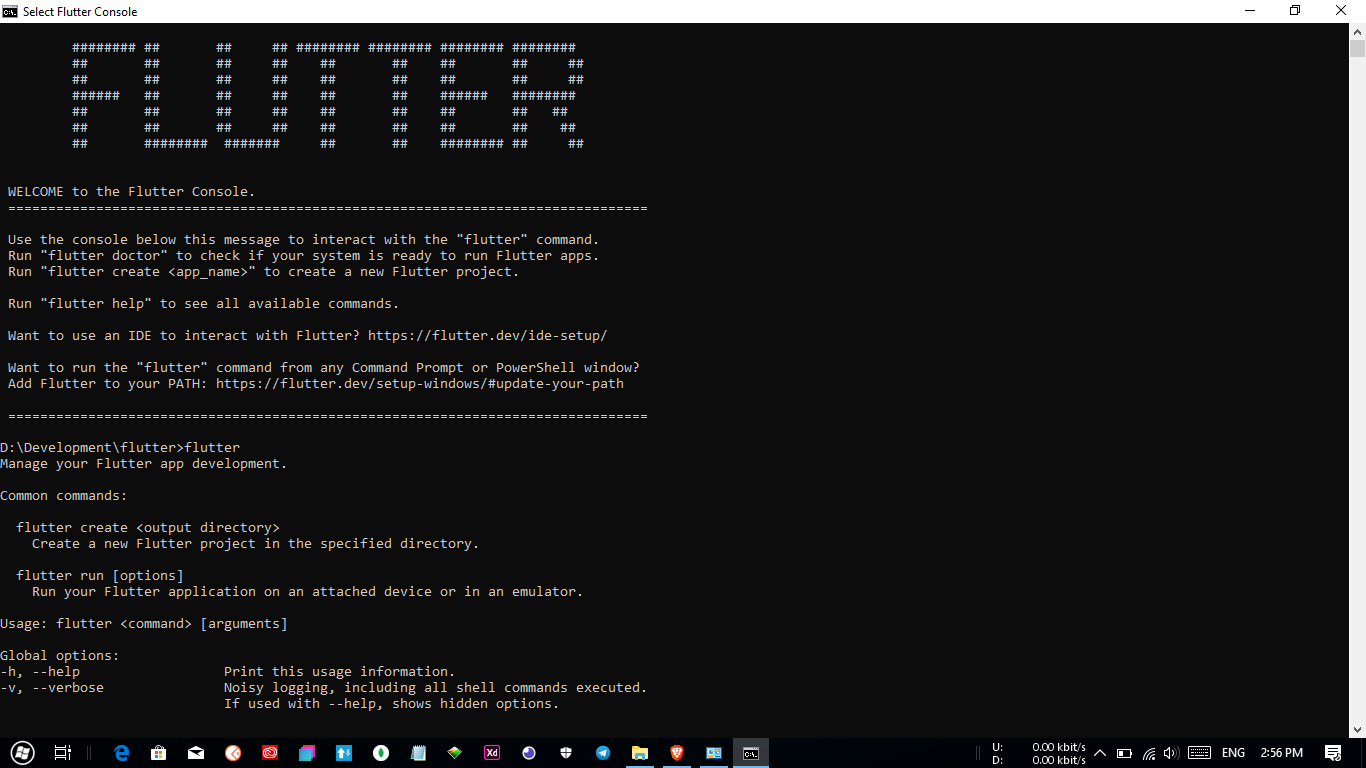 Select Flutter Console
######## ##       ##     ## ######## ######## ######## ########
##       ##       ##     ##    ##       ##    ##       ##     ##
##       ##       ##     ##    ##       ##    ##       ##     ##
######   ##       ##     ##    ##       ##    ######   ########
##       ##       ##     ##    ##       ##    ##       ##   ##
##       ##       ##     ##    ##       ##    ##       ##    ##
##       ########  #######     ##       ##    ######## ##     ##
WELCOME to the Flutter Console.
================================================================================
Use the console below this message to interact with the "flutter" command.
Run "flutter doctor" to check if your system is ready to run Flutter apps.
Run "flutter create <app_name>" to create a new Flutter project.
Run "flutter help" to see all available commands.
Want to use an IDE to interact with Flutter? https://flutter.dev/ide-setup/
Want to run the "flutter" command from any Command Prompt or PowerShell window?
Add Flutter to your PATH: https://flutter.dev/setup-windows/#update-your-path
================================================================================
D:\Development\flutter>flutter
Manage your Flutter app development.
Common commands:
flutter create <output directory>
Create a new Flutter project in the specified directory.
flutter run [options]
Run your Flutter application on an attached device or in an emulator.
Usage: flutter <command> [arguments]
Global options:
-h, --help                  Print this usage information.
-v, --verbose               Noisy logging, including all shell commands executed.
If used with --help, shows hidden options.
Xd
U: 0.00 kbit/s
D: 0.00 kbit/s
ENG
2:56 PM